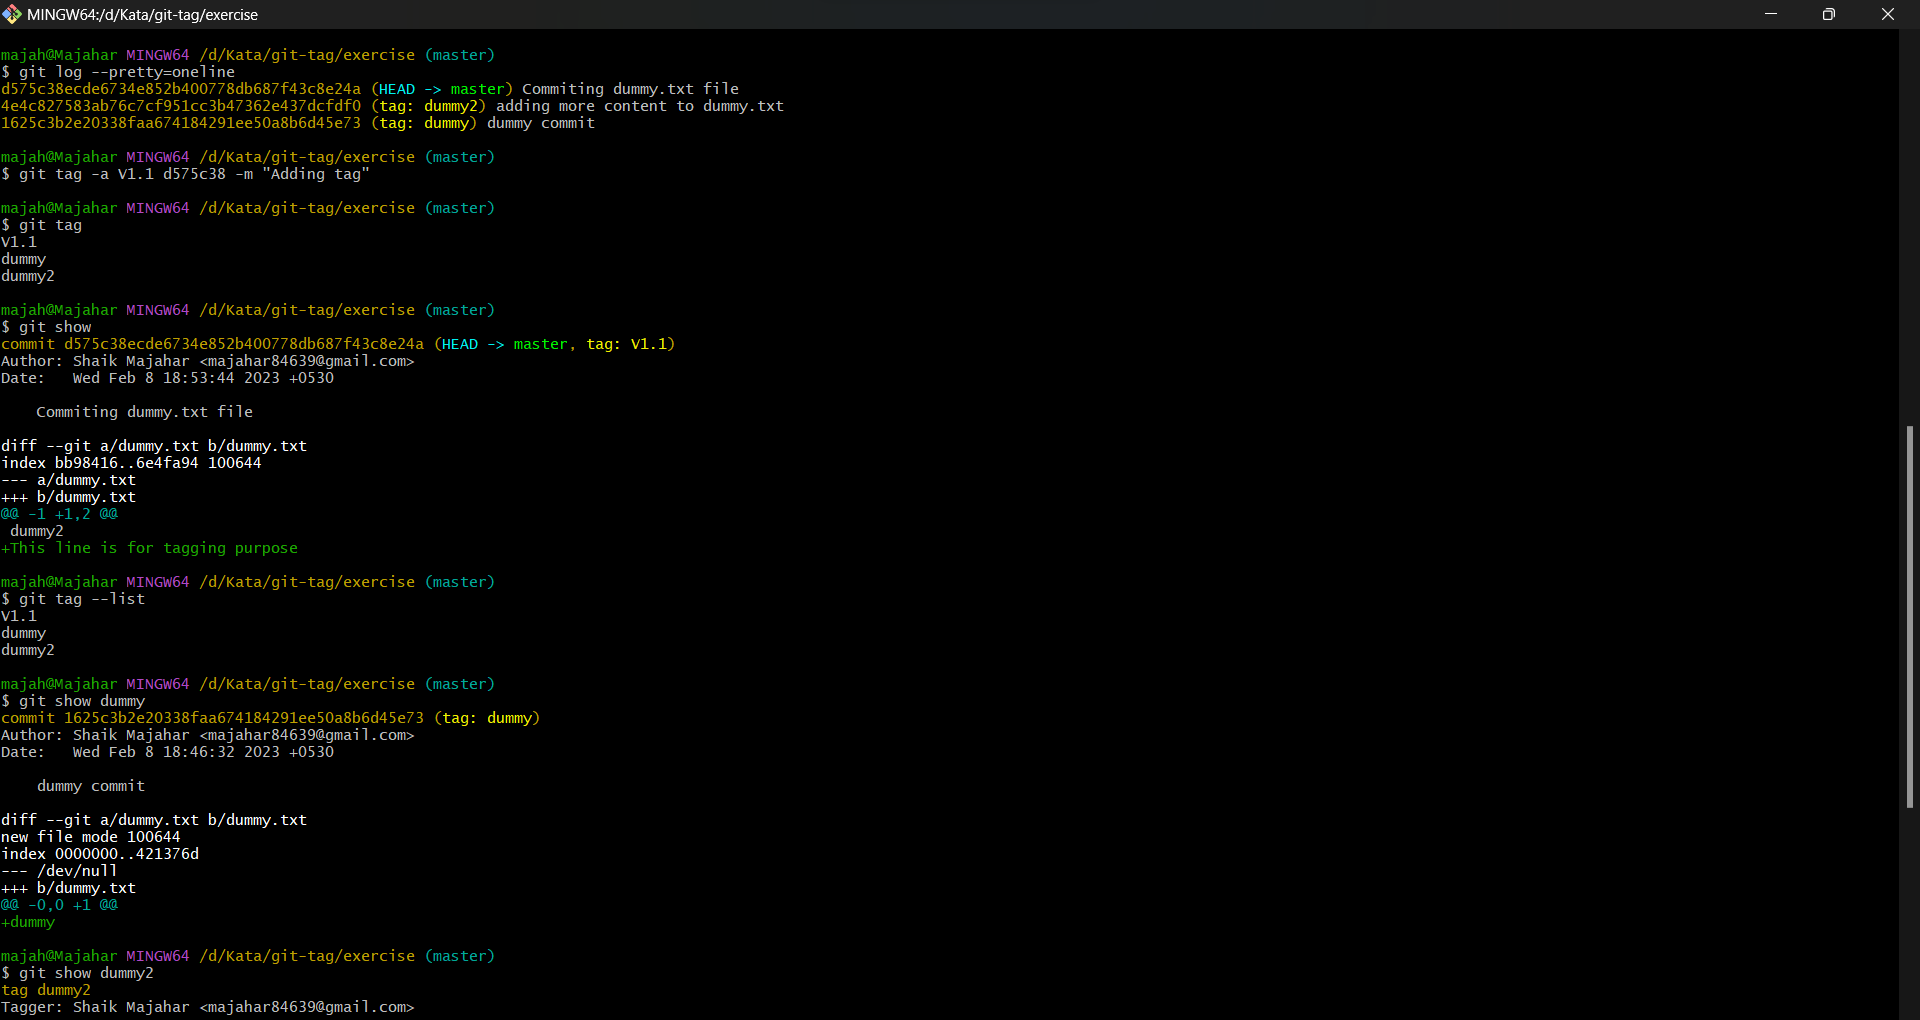 MINGW64:/d/Kata/git-tag/exercise
majah@Majahar MINGW64 /d/Kata/git-tag/exercise (master)
$ git log --pretty=oneline
d575c38ecde6734e852b400778db687f43c8e24a (HEAD -> master) Commiting dummy.txt file
4e4c827583ab76c7cf951cc3b47362e437dcfdf0 (tag: dummy2) adding more content to dummy.txt
1625c3b2e20338faa674184291ee50a8b6d45e73 (tag: dummy) dummy commit
majah@Majahar MINGW64 /d/Kata/git-tag/exercise (master)
$ git tag -a V1.1 d575c38 -m "Adding tag"
majah@Majahar MINGW64 /d/Kata/git-tag/exercise (master)
$ git tag
V1.1
dummy
dummy2
majah@Majahar MINGW64 /d/Kata/git-tag/exercise (master)
$ git show
commit d575c38ecde6734e852b400778db687f43c8e24a (HEAD -> master, tag: V1.1)
Author: Shaik Majahar <majahar84639@gmail.com>
Date:   Wed Feb 8 18:53:44 2023 +0530
    Commiting dummy.txt file
diff --git a/dummy.txt b/dummy.txt
index bb98416..6e4fa94 100644
--- a/dummy.txt
+++ b/dummy.txt
@@ -1 +1,2 @@
 dummy2
+This line is for tagging purpose
majah@Majahar MINGW64 /d/Kata/git-tag/exercise (master)
$ git tag --list
V1.1
dummy
dummy2
majah@Majahar MINGW64 /d/Kata/git-tag/exercise (master)
$ git show dummy
commit 1625c3b2e20338faa674184291ee50a8b6d45e73 (tag: dummy)
Author: Shaik Majahar <majahar84639@gmail.com>
Date:   Wed Feb 8 18:46:32 2023 +0530
    dummy commit
diff --git a/dummy.txt b/dummy.txt
new file mode 100644
index 0000000..421376d
--- /dev/null
+++ b/dummy.txt
@@ -0,0 +1 @@
+dummy
majah@Majahar MINGW64 /d/Kata/git-tag/exercise (master)
$ git show dummy2
tag dummy2
Tagger: Shaik Majahar <majahar84639@gmail.com>